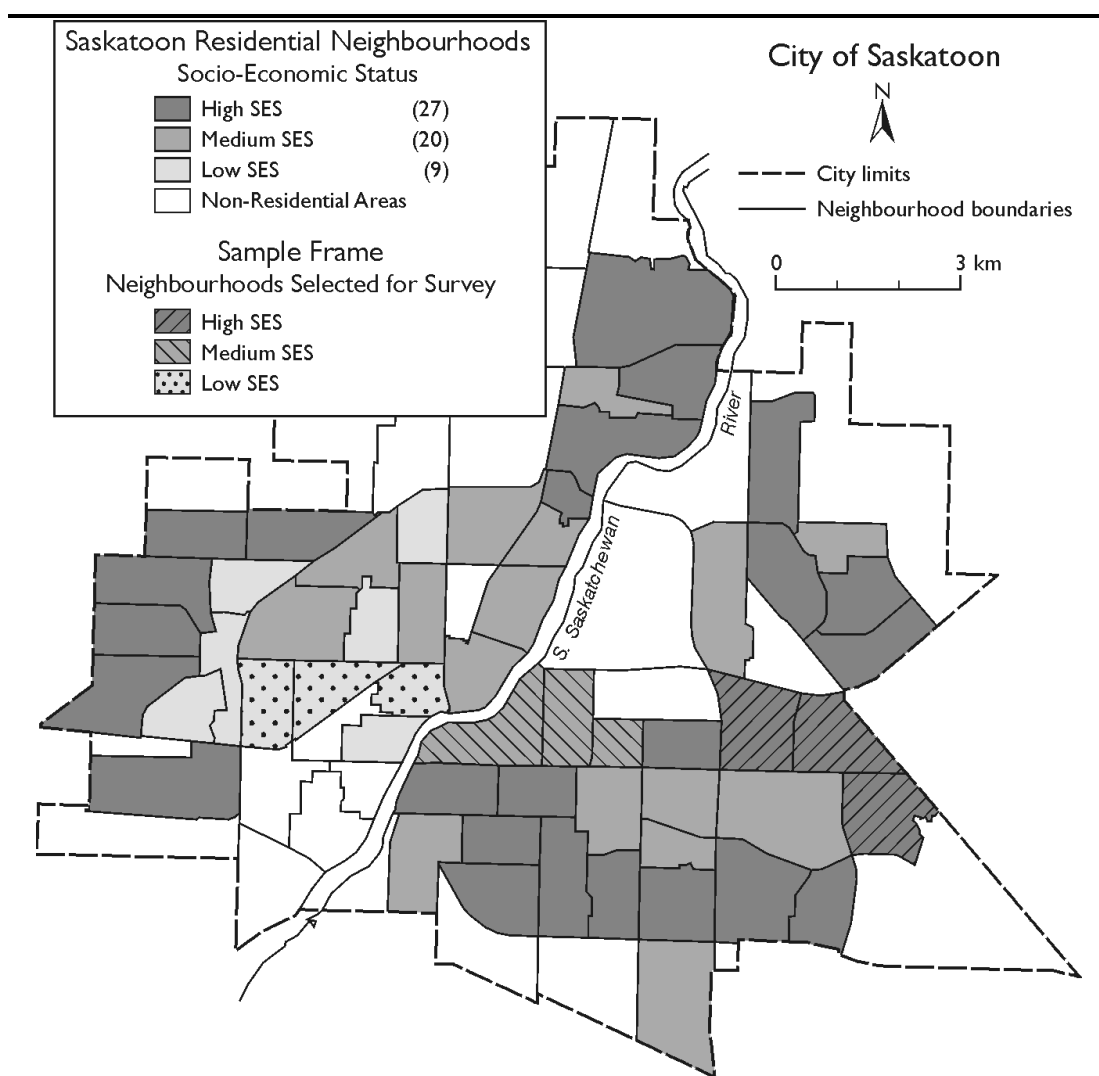 Saskatoon Residential Neighbourhoods
Socio-Economic Status
High SES (27)
Medium SES (20)
Low SES (9)
Non-Residential Areas
Sample Frame
Neighbourhoods Selected for Survey
High SES
Medium SES
Low SES
City of Saskatoon
N
City limits
Neighbourhood boundaries
0 3 km
River
S. Saskatchewan